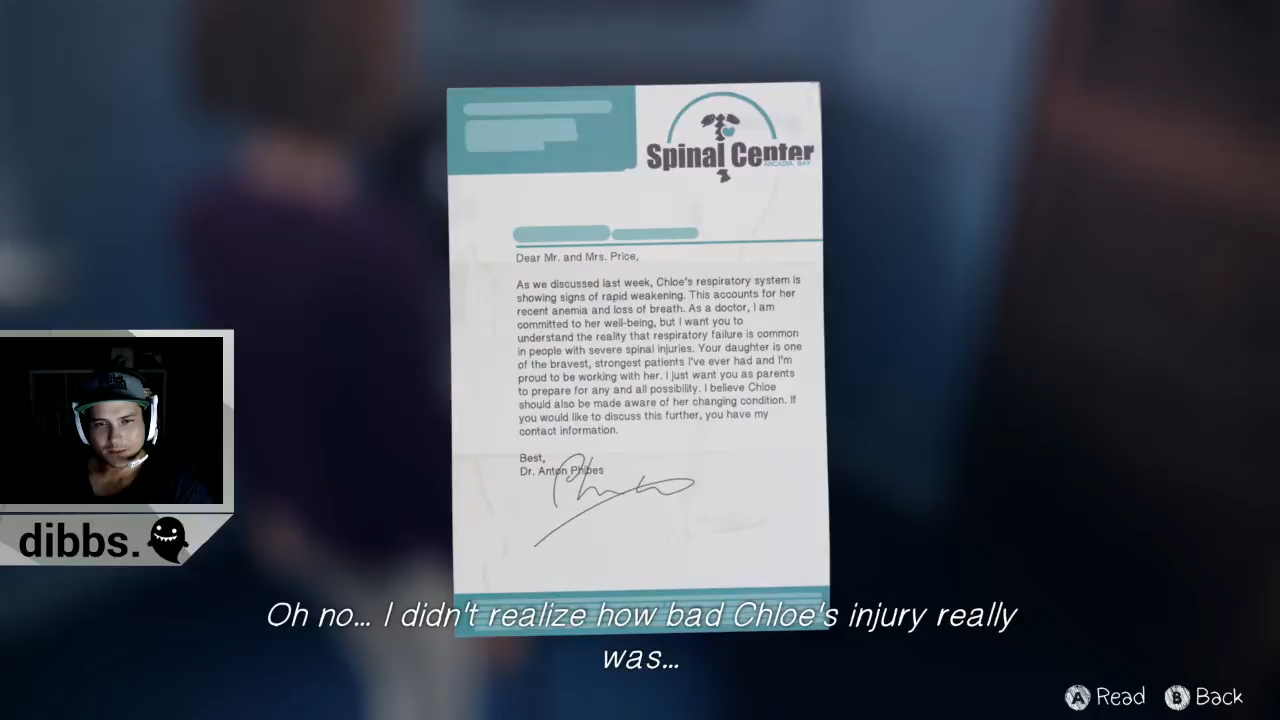 Spinal Center
ARCADIA BAY
Dear Mr. and Mrs. Price,
As we discussed last week, Chloe's respiratory system is
showing signs of rapid weakening. This accounts for her
recent anemia and loss of breath. As a doctor, I am
committed to her well-being, but I want you to
understand the reality that respiratory failure is common
in people with severe spinal injuries. Your daughter is one
of the bravest, strongest patients I've ever had and I'm
proud to be working with her. I just want you as parents
to prepare for any and all possibility. I believe Chloe
should also be made aware of her changing condition. If
you would like to discuss this further, you have my
contact information.
Best,
Dr. Anton Phibes
dibbs.
Oh no... I didn't realize how bad Chloe's injury really
was...
A Read B Back